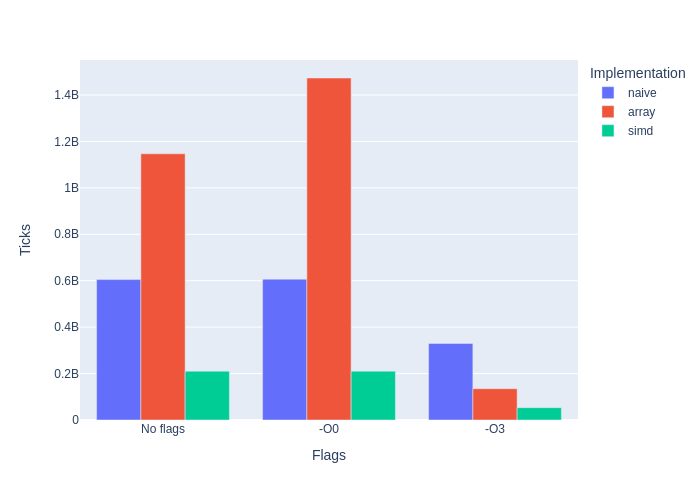 Implementation
naive
array
simd
Ticks
1.4B
1.2B
1B
0.8B
0.6B
0.4B
0.2B
0
No flags
-O0
-O3
Flags